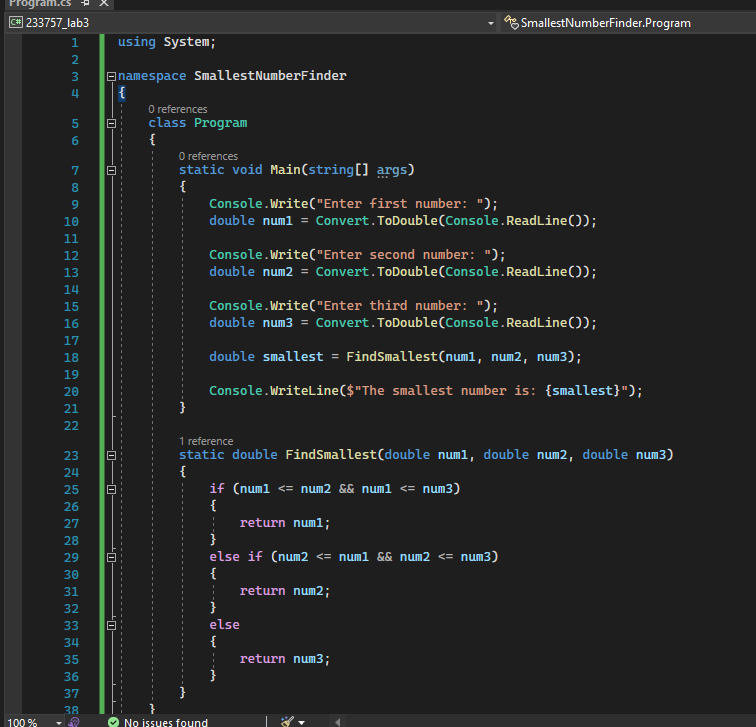 Program.cs
233757_lab3 SmallestNumberFinder.Program
1 using System;
2
3 namespace SmallestNumberFinder
4 {
0 references
5 class Program
6 {
0 references
7 static void Main(string[] args)
8 {
9 Console.Write("Enter first number: ");
10 double num1 = Convert.ToDouble(Console.ReadLine());
11
12 Console.Write("Enter second number: ");
13 double num2 = Convert.ToDouble(Console.ReadLine());
14
15 Console.Write("Enter third number: ");
16 double num3 = Convert.ToDouble(Console.ReadLine());
17
18 double smallest = FindSmallest(num1, num2, num3);
19
20 Console.WriteLine($"The smallest number is: {smallest}");
21 }
22
1 reference
23 static double FindSmallest(double num1, double num2, double num3)
24 {
25 if (num1 <= num2 && num1 <= num3)
26 {
27 return num1;
28 }
29 else if (num2 <= num1 && num2 <= num3)
30 {
31 return num2;
32 }
33 else
34 {
35 return num3;
36 }
37 }
38 }
100 % No issues found